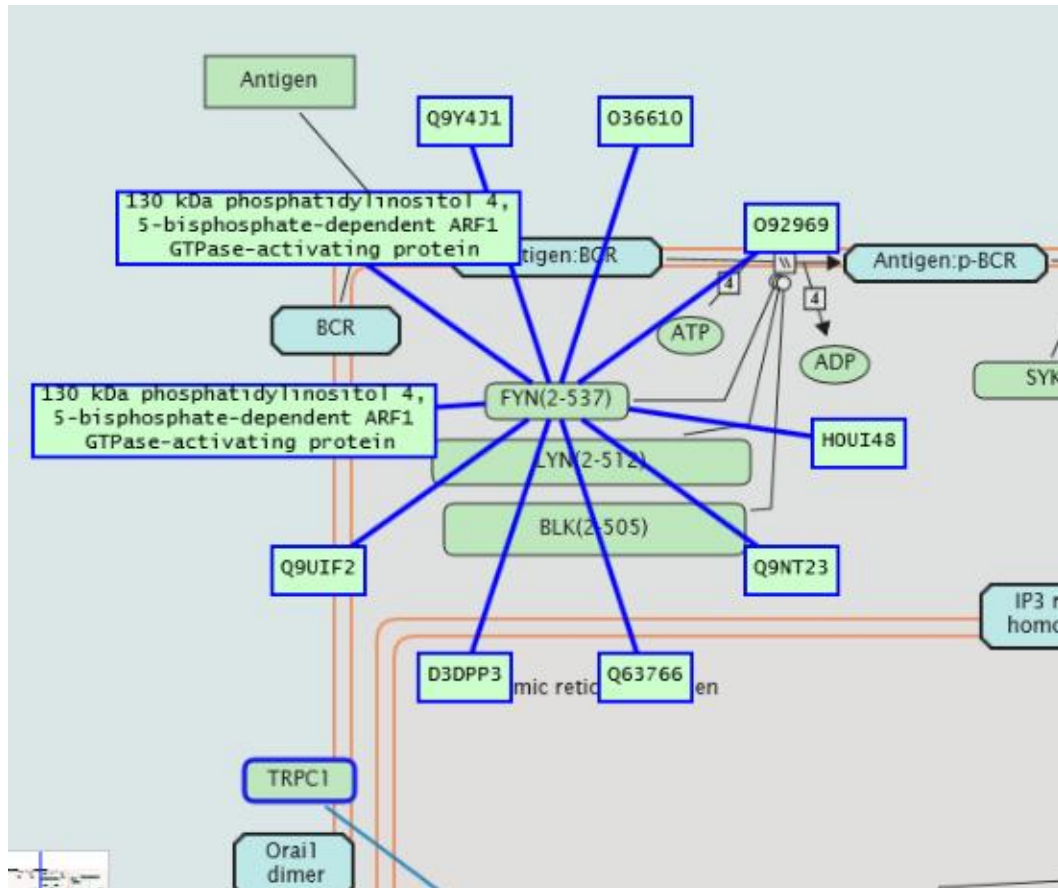 Antigen
Q9Y4J1
O36610
130 kDa phosphatidylinositol 4,
5-bisphosphate-dependent ARF1
GTPase-activating protein
O92969
tigen:BCR
\\
Antigen:p-BCR
4
4
BCR
ATP
ADP
SYK
FYN(2-537)
130 kDa phosphatidylinositol 4,
5-bisphosphate-dependent ARF1
GTPase-activating protein
HOUI48
LYN(2-512)
BLK(2-505)
Q9UIF2
Q9NT23
IP3 r
homo
D3DPP3
mic retic
Q63766
en
TRPC1
Orai1
dimer